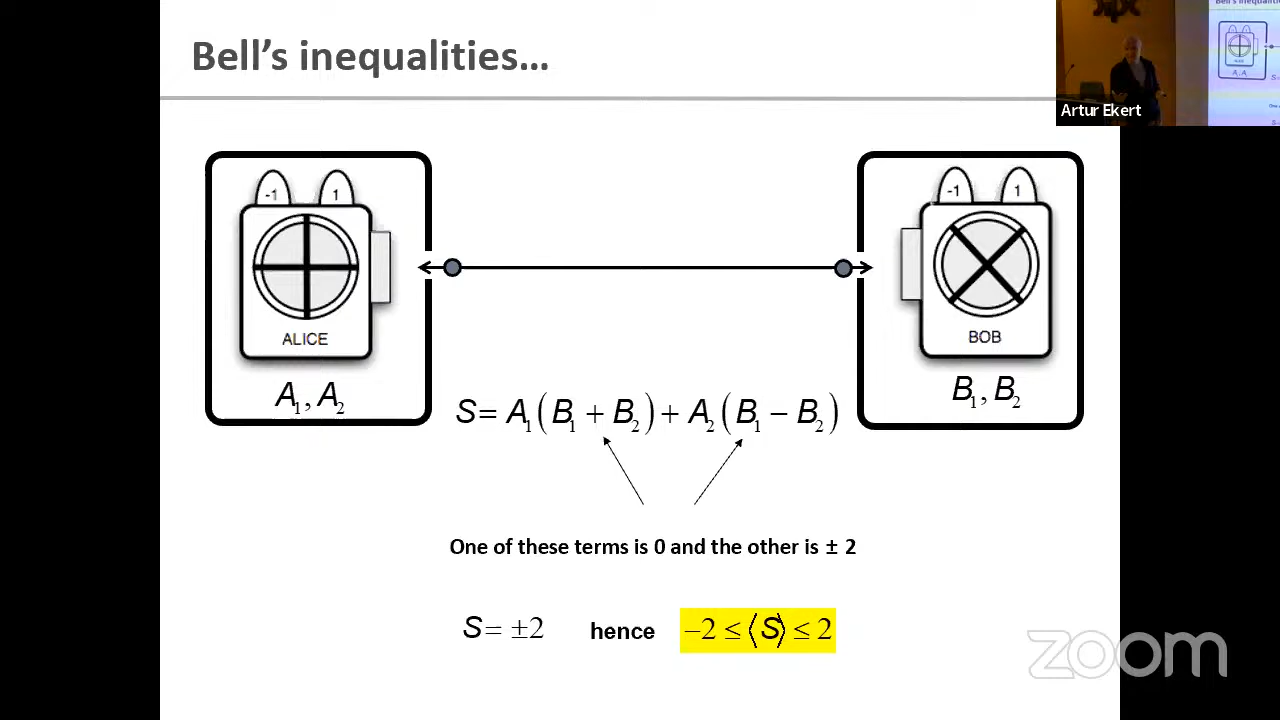 Bell's inequalities...
Artur Ekert
-1 1
ALICE
A₁, A₂
-1 1
BOB
B₁, B₂
S = A₁(B₁ + B₂) + A₂(B₁ − B₂)
One of these terms is 0 and the other is ± 2
S = ±2 hence −2 ≤ ⟨S⟩ ≤ 2
zoom